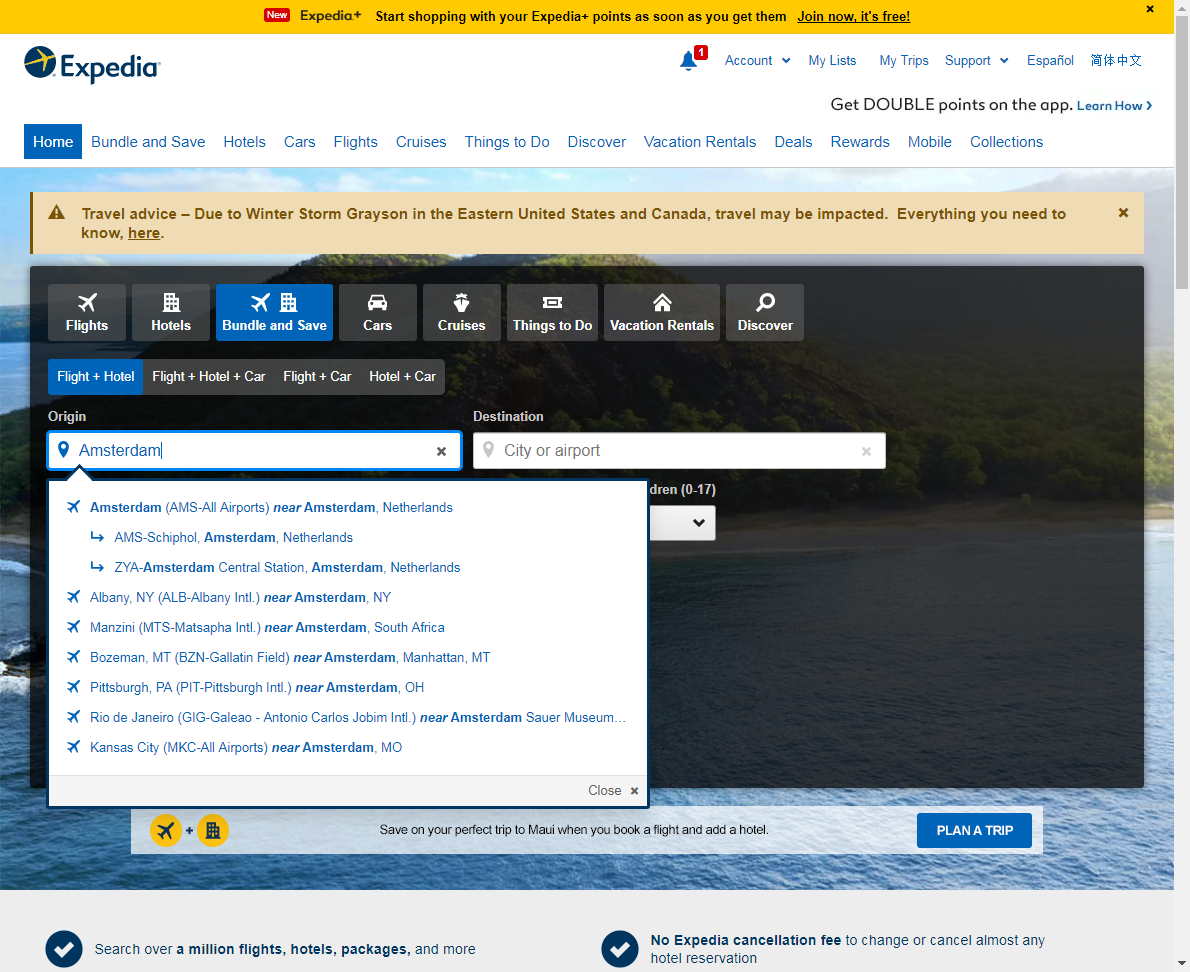 New Expedia+ Start shopping with your Expedia+ points as soon as you get them Join now, it's free!
Expedia
1 Account My Lists My Trips Support Español 简体中文
Get DOUBLE points on the app. Learn How
Home Bundle and Save Hotels Cars Flights Cruises Things to Do Discover Vacation Rentals Deals Rewards Mobile Collections
Travel advice – Due to Winter Storm Grayson in the Eastern United States and Canada, travel may be impacted. Everything you need to
know, here.
Flights Hotels Bundle and Save Cars Cruises Things to Do Vacation Rentals Discover
Flight + Hotel Flight + Hotel + Car Flight + Car Hotel + Car
Origin Destination
Amsterdam City or airport
dren (0-17)
Amsterdam (AMS-All Airports) near Amsterdam, Netherlands
AMS-Schiphol, Amsterdam, Netherlands
ZYA-Amsterdam Central Station, Amsterdam, Netherlands
Albany, NY (ALB-Albany Intl.) near Amsterdam, NY
Manzini (MTS-Matsapha Intl.) near Amsterdam, South Africa
Bozeman, MT (BZN-Gallatin Field) near Amsterdam, Manhattan, MT
Pittsburgh, PA (PIT-Pittsburgh Intl.) near Amsterdam, OH
Rio de Janeiro (GIG-Galeao - Antonio Carlos Jobim Intl.) near Amsterdam Sauer Museum...
Kansas City (MKC-All Airports) near Amsterdam, MO
Close
+ Save on your perfect trip to Maui when you book a flight and add a hotel. PLAN A TRIP
Search over a million flights, hotels, packages, and more
No Expedia cancellation fee to change or cancel almost any
hotel reservation